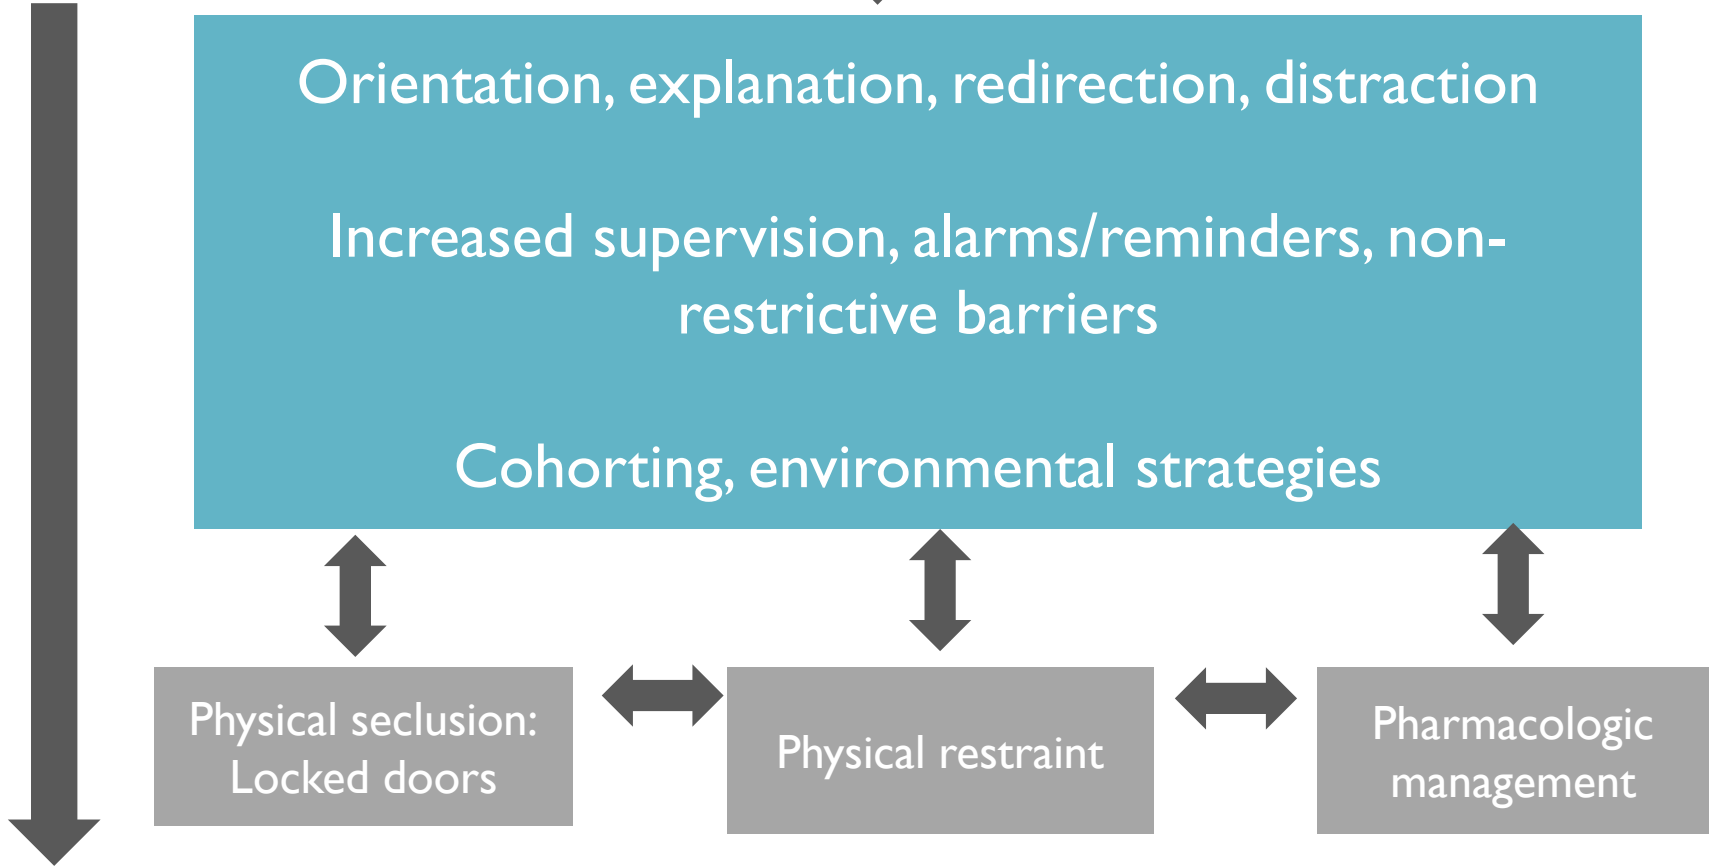 Orientation, explanation, redirection, distraction
Increased supervision, alarms/reminders, non-
restrictive barriers
Cohorting, environmental strategies
Physical seclusion:
Locked doors
Physical restraint
Pharmacologic
management